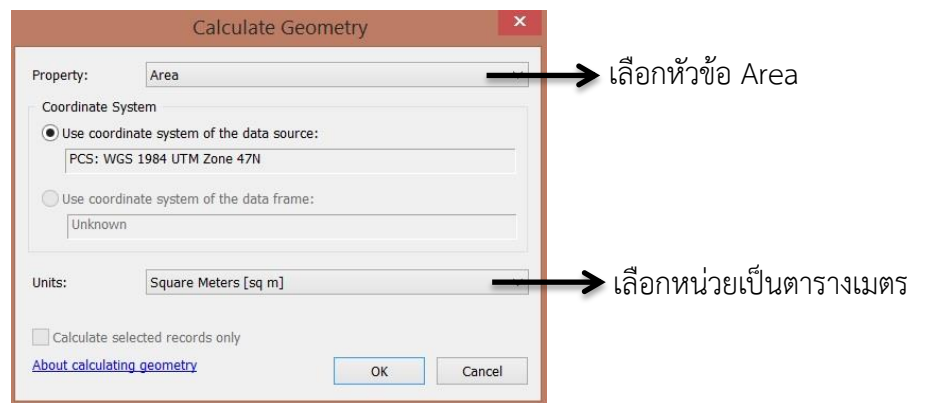 Calculate Geometry
Property: Area
เลือกหัวข้อ Area
Coordinate System
Use coordinate system of the data source:
PCS: WGS 1984 UTM Zone 47N
Use coordinate system of the data frame:
Unknown
Units: Square Meters [sq m]
เลือกหน่วยเป็นตารางเมตร
Calculate selected records only
About calculating geometry
OK Cancel